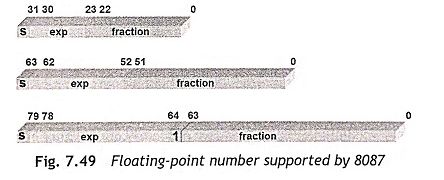 31 30 23 22 0
S exp fraction
63 62 52 51 0
S exp fraction
79 78 64 63 0
S exp 1 fraction
Fig. 7.49 Floating-point number supported by 8087